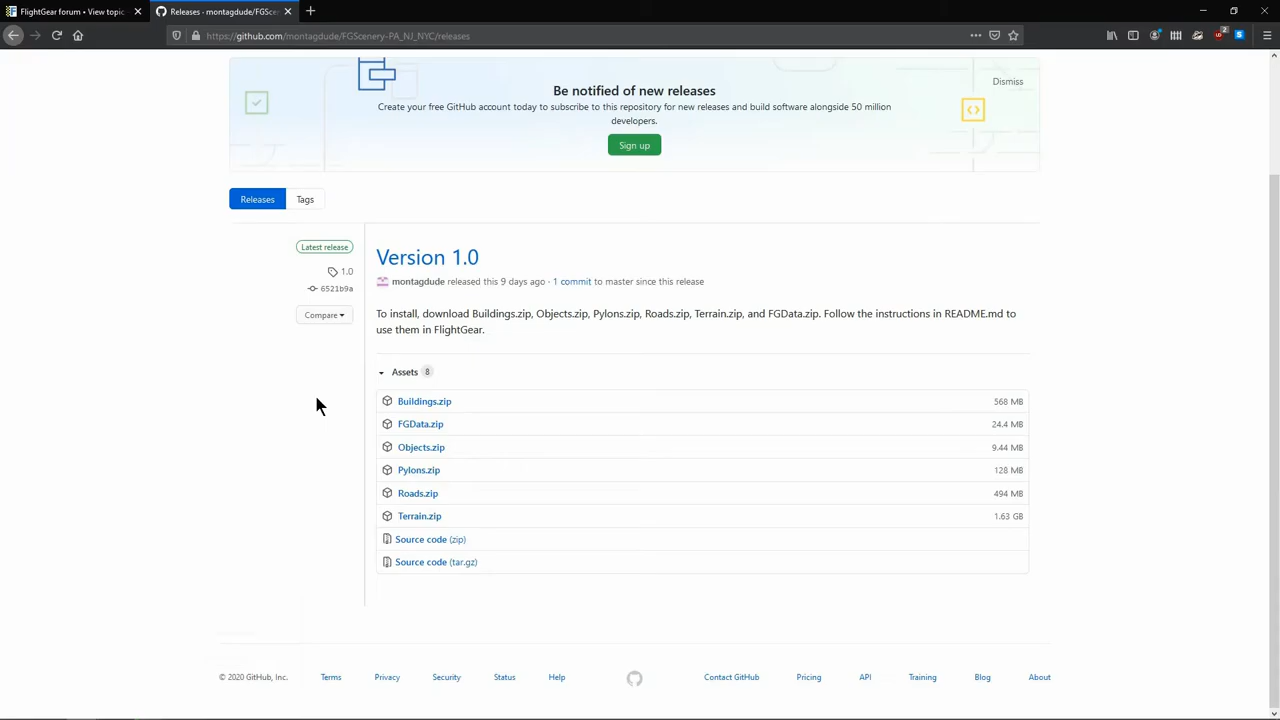 FlightGear forum • View topic
Releases · montagdude/FGScen
https://github.com/montagdude/FGScenery-PA_NJ_NYC/releases
2
Be notified of new releases
Dismiss
Create your free GitHub account today to subscribe to this repository for new releases and build software alongside 50 million
developers.
Sign up
Releases
Tags
Latest release
1.0
6521b9a
Compare
Version 1.0
montagdude released this 9 days ago · 1 commit to master since this release
To install, download Buildings.zip, Objects.zip, Pylons.zip, Roads.zip, Terrain.zip, and FGData.zip. Follow the instructions in README.md to
use them in FlightGear.
Assets 8
Buildings.zip 568 MB
FGData.zip 24.4 MB
Objects.zip 9.44 MB
Pylons.zip 128 MB
Roads.zip 494 MB
Terrain.zip 1.63 GB
Source code (zip)
Source code (tar.gz)
© 2020 GitHub, Inc. Terms Privacy Security Status Help Contact GitHub Pricing API Training Blog About